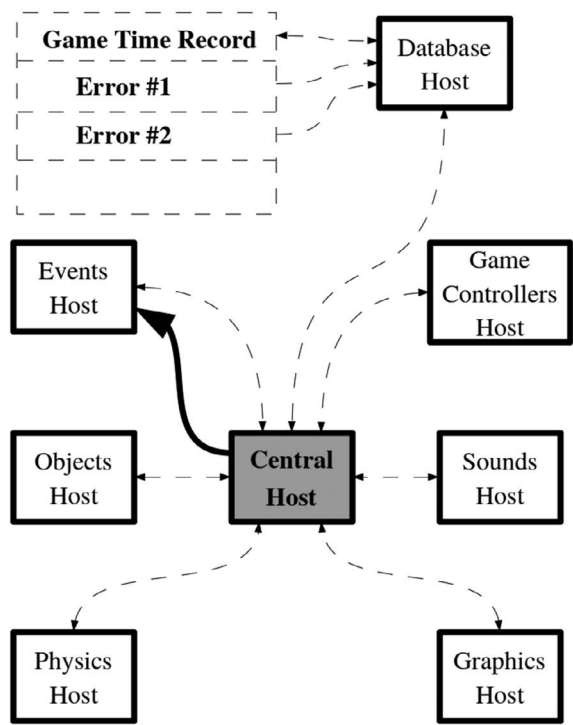 Game Time Record
Error #1
Error #2
Database
Host
Events
Host
Game
Controllers
Host
Objects
Host
Central
Host
Sounds
Host
Physics
Host
Graphics
Host